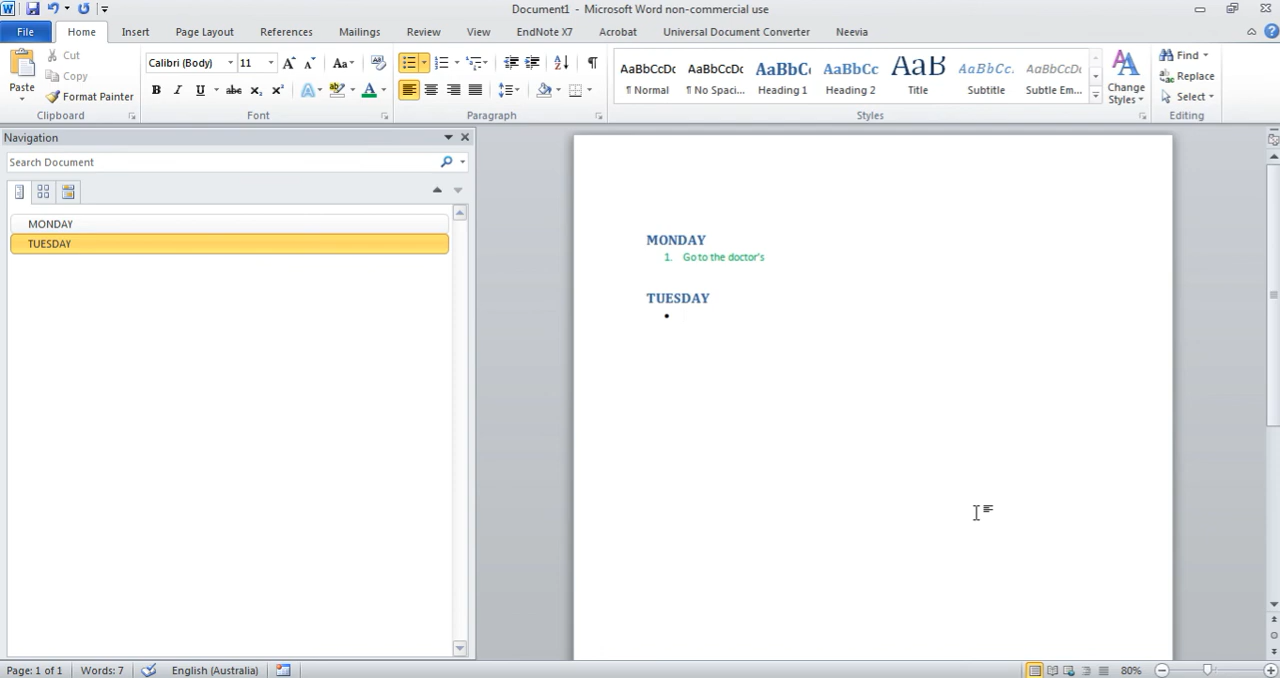 Document1 - Microsoft Word non-commercial use
File Home Insert Page Layout References Mailings Review View EndNote X7 Acrobat Universal Document Converter Neevia
Paste
Cut
Copy
Format Painter
Clipboard
Calibri (Body) 11
Font
Paragraph
AaBbCcDc AaBbCcDc AaBbC AaBbCc AaB AaBbCc. AaBbCcDc
¶ Normal ¶ No Spaci... Heading 1 Heading 2 Title Subtitle Subtle Em...
Change
Styles
Styles
Find
Replace
Select
Editing
Navigation
Search Document
MONDAY
TUESDAY
MONDAY
1. Go to the doctor's
TUESDAY
•
Page: 1 of 1 Words: 7 English (Australia) 80%